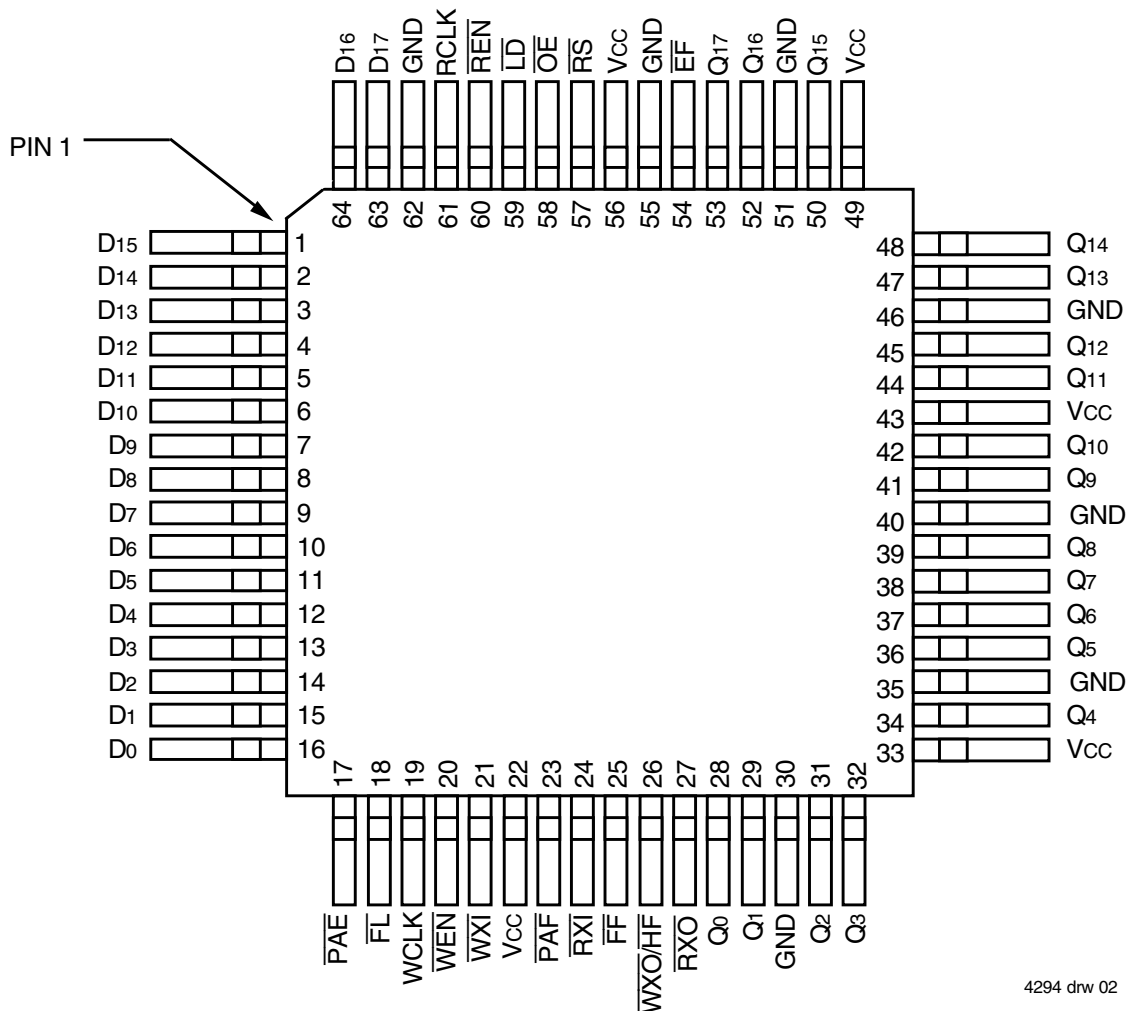 D16 D17 GND RCLK REN LD OE RS VCC GND EF Q17 Q16 GND Q15 VCC
PIN 1
64 63 62 61 60 59 58 57 56 55 54 53 52 51 50 49
D15 1 48 Q14
D14 2 47 Q13
D13 3 46 GND
D12 4 45 Q12
D11 5 44 Q11
D10 6 43 VCC
D9 7 42 Q10
D8 8 41 Q9
D7 9 40 GND
D6 10 39 Q8
D5 11 38 Q7
D4 12 37 Q6
D3 13 36 Q5
D2 14 35 GND
D1 15 34 Q4
D0 16 33 VCC
17 18 19 20 21 22 23 24 25 26 27 28 29 30 31 32
PAE FL WCLK WEN WXI VCC PAF RXI FF WXO/HF RXO Q0 Q1 GND Q2 Q3
4294 drw 02